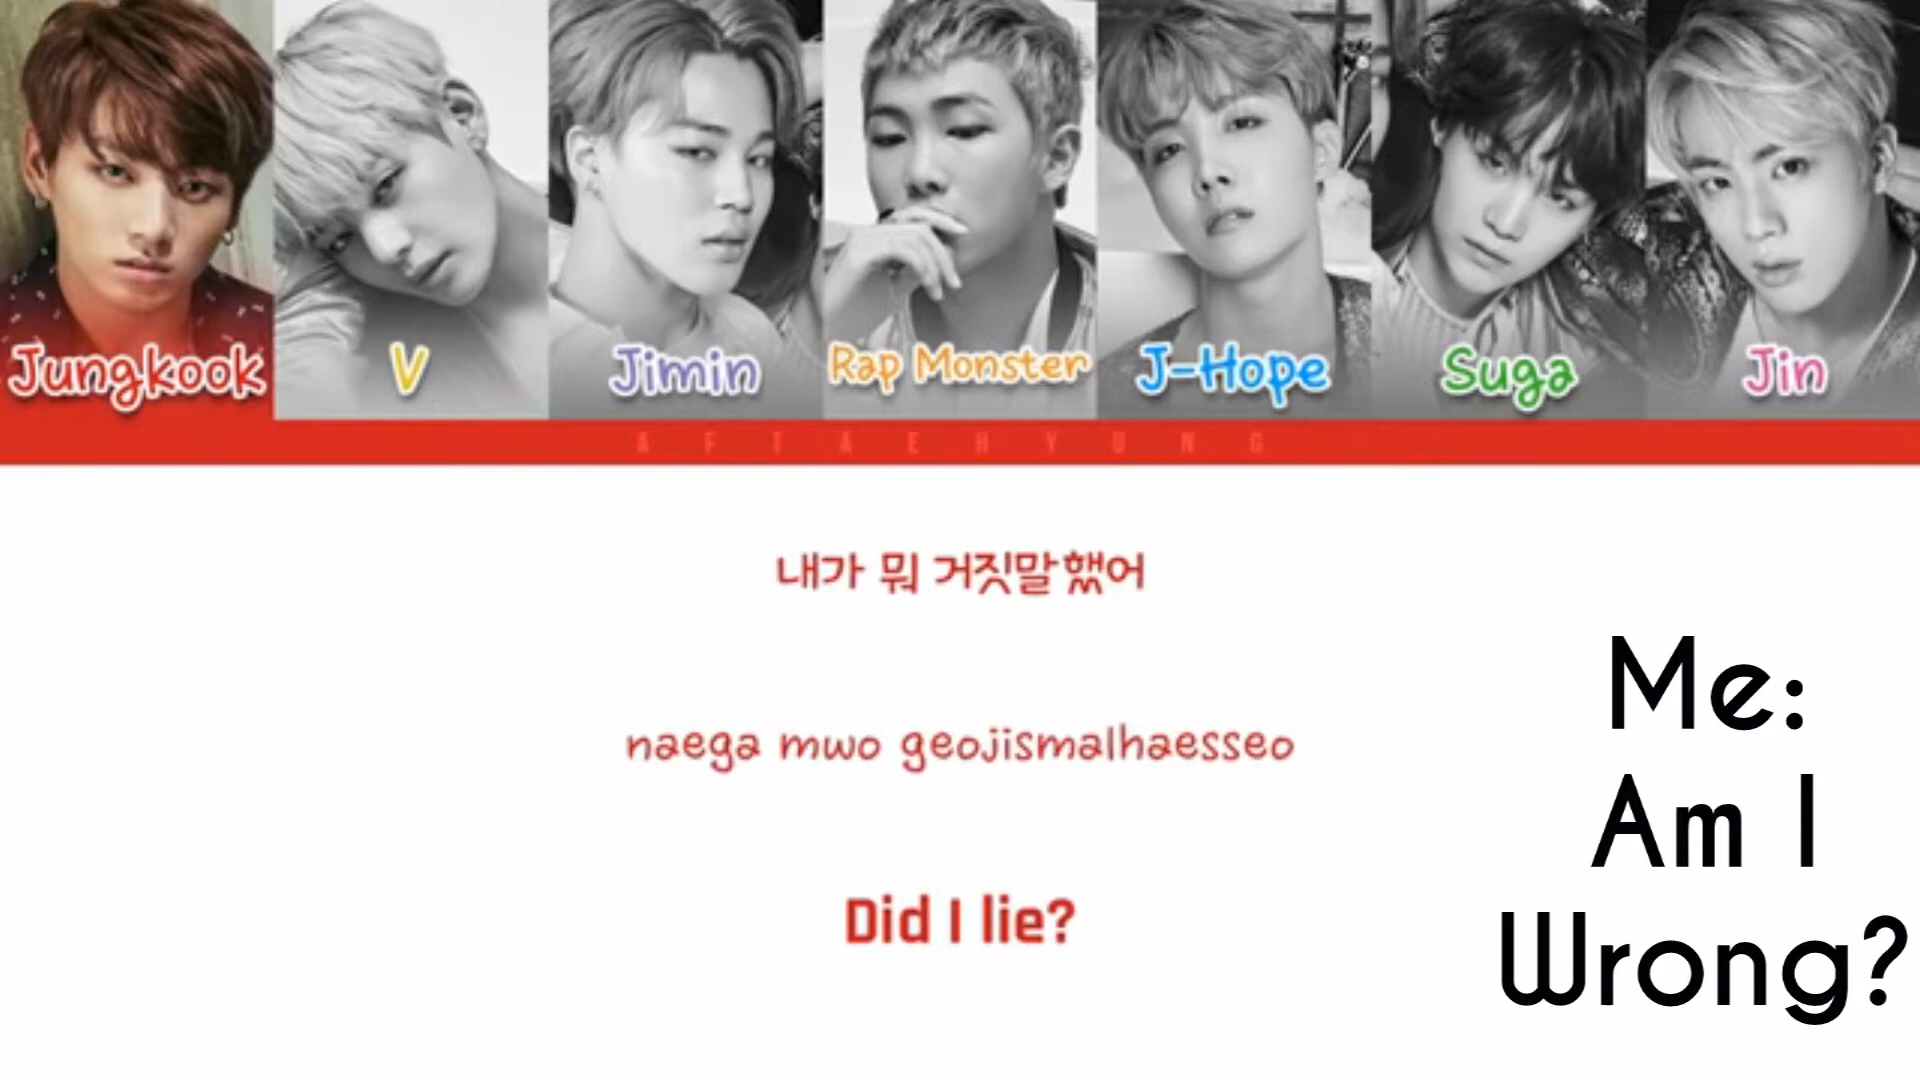 Jungkook V Jimin Rap Monster J-Hope Suga Jin
AFTAEHYUNG
내가 뭐 거짓말했어
naega mwo geojismalhaesseo
Did I lie?
Me:
Am I
Wrong?